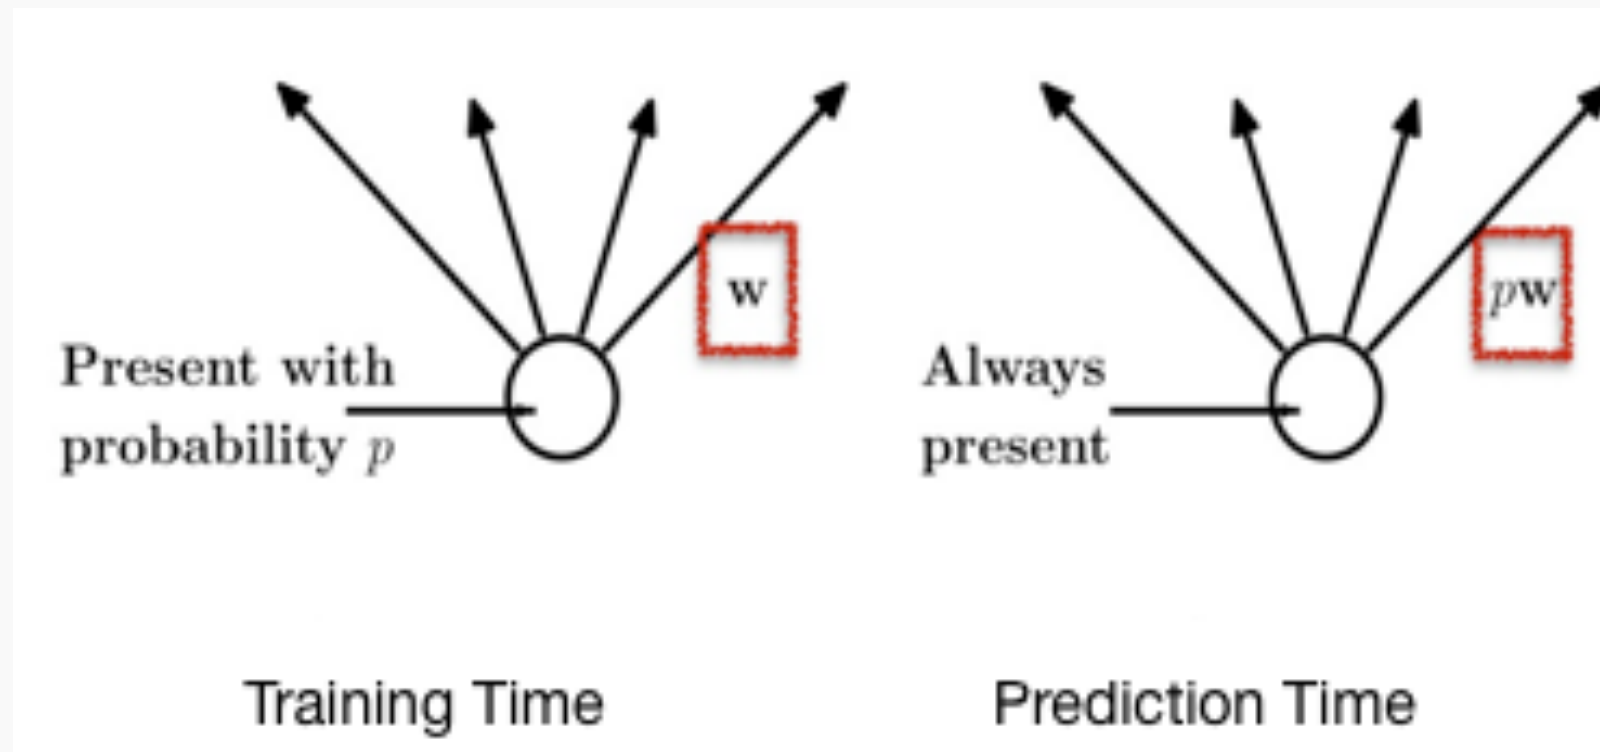 w
Present with
probability p
Training Time
pw
Always
present
Prediction Time